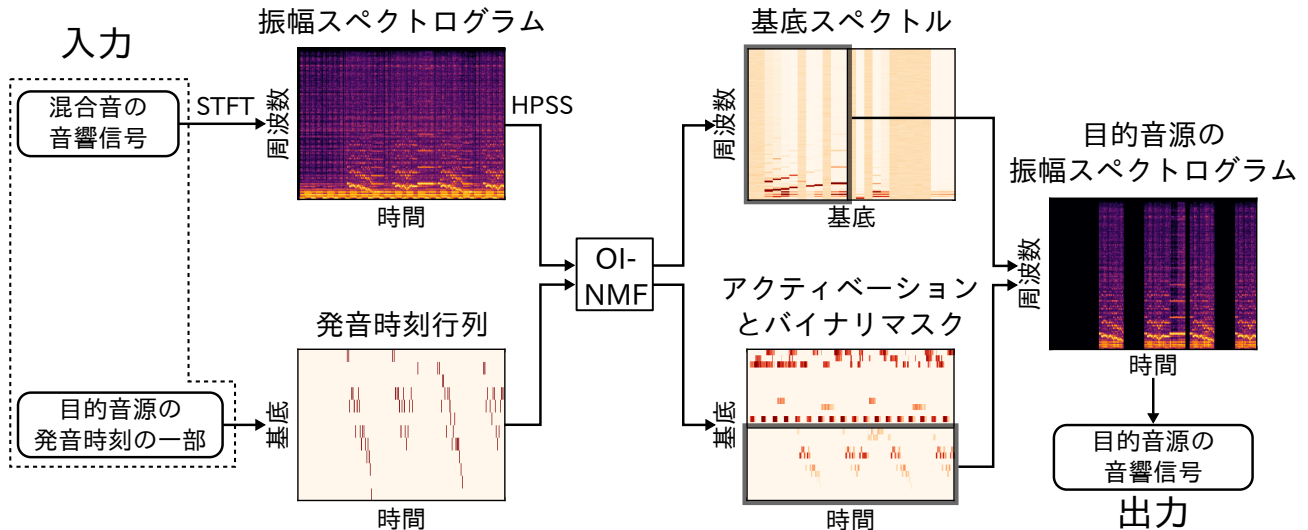 入力
混合音の
音響信号
STFT
振幅スペクトログラム
周波数
時間
HPSS
目的音源の
発音時刻の一部
発音時刻行列
基底
時間
OI-
NMF
基底スペクトル
周波数
基底
アクティベーション
とバイナリマスク
基底
時間
目的音源の
振幅スペクトログラム
周波数
時間
目的音源の
音響信号
出力